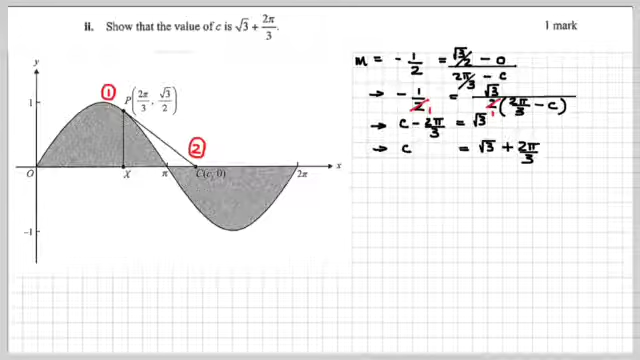 ii. Show that the value of c is √3 + 2π/3. 1 mark
y
1
① P(2π/3, √3/2)
②
O X π C(c, 0) 2π x
−1
m = − 1/2 = (√3/2 − 0)/(2π/3 − c)
→ − 1/2 1 = √3/(2 1 (2π/3 − c))
→ c − 2π/3 = √3
→ c = √3 + 2π/3